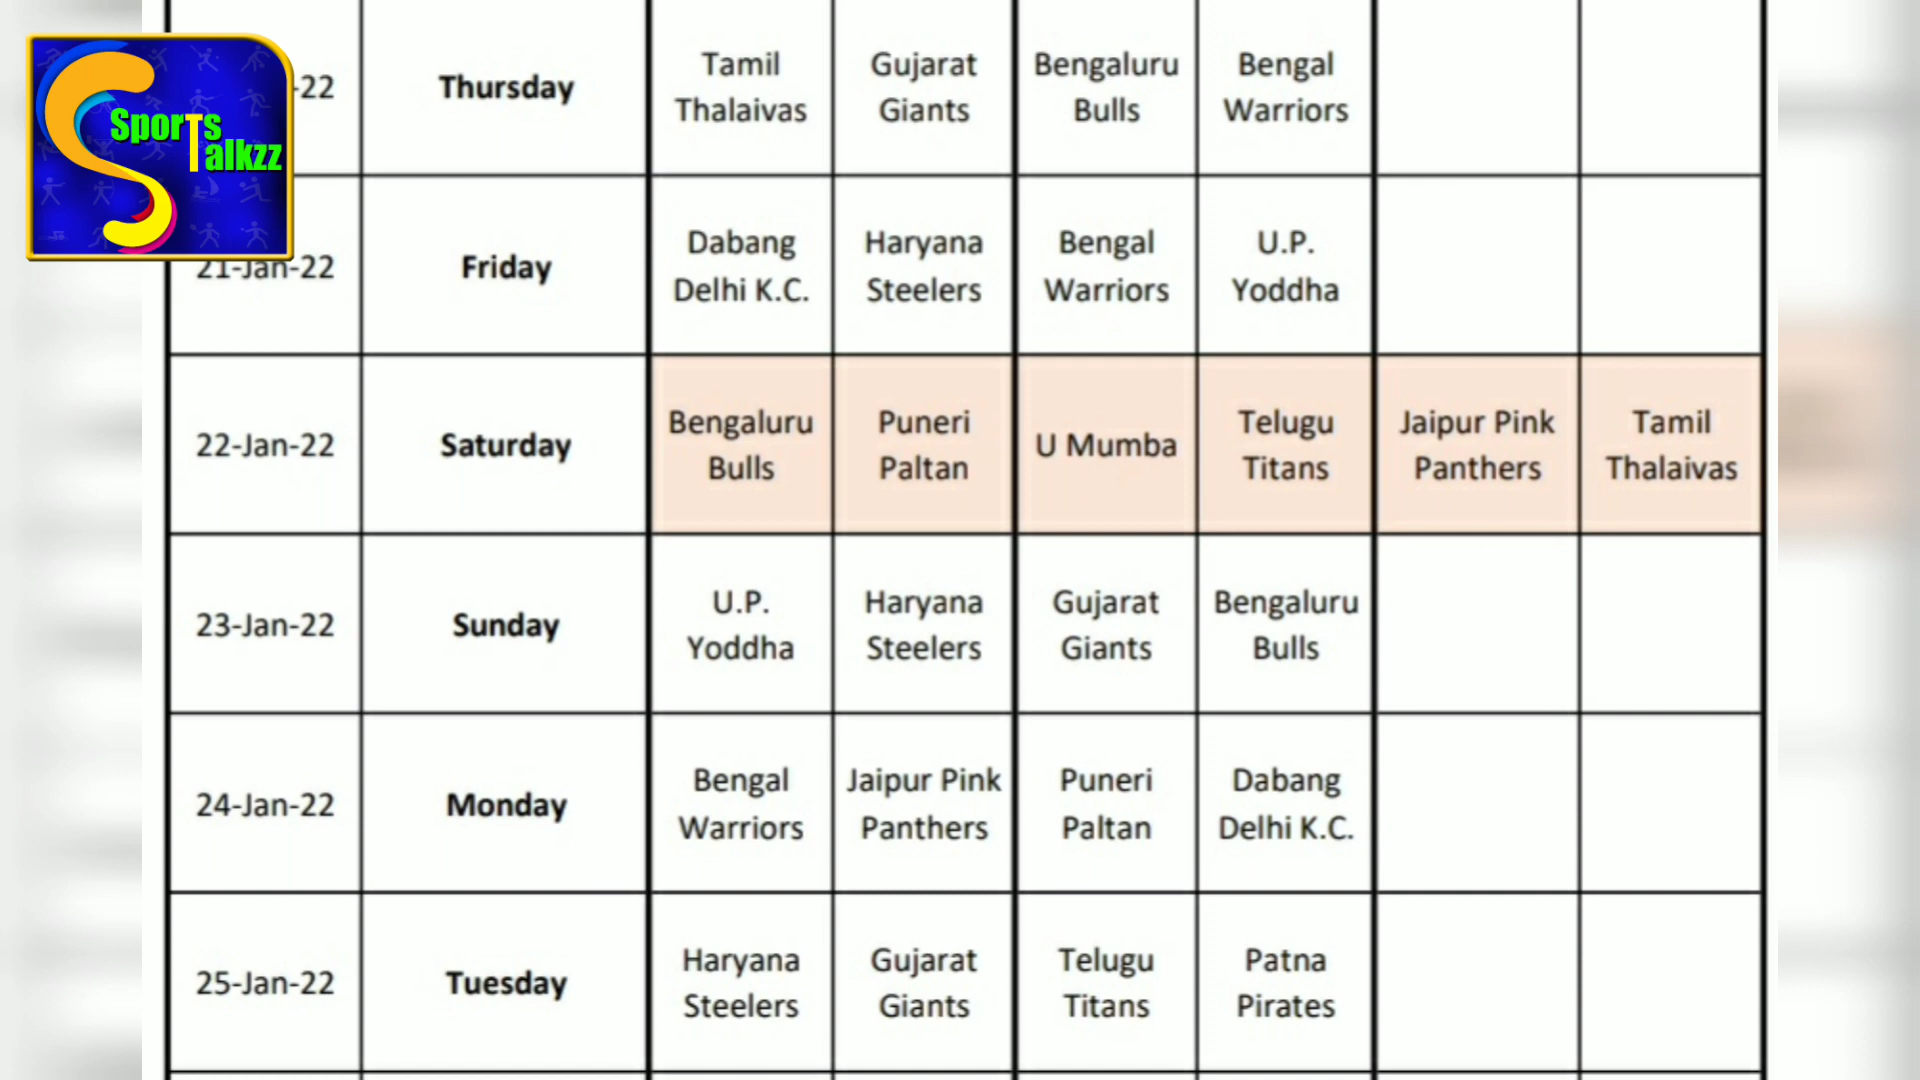 Sports
Talkzz
-22
Thursday
Tamil
Thalaivas
Gujarat
Giants
Bengaluru
Bulls
Bengal
Warriors
21-Jan-22
Friday
Dabang
Delhi K.C.
Haryana
Steelers
Bengal
Warriors
U.P.
Yoddha
22-Jan-22
Saturday
Bengaluru
Bulls
Puneri
Paltan
U Mumba
Telugu
Titans
Jaipur Pink
Panthers
Tamil
Thalaivas
23-Jan-22
Sunday
U.P.
Yoddha
Haryana
Steelers
Gujarat
Giants
Bengaluru
Bulls
24-Jan-22
Monday
Bengal
Warriors
Jaipur Pink
Panthers
Puneri
Paltan
Dabang
Delhi K.C.
25-Jan-22
Tuesday
Haryana
Steelers
Gujarat
Giants
Telugu
Titans
Patna
Pirates